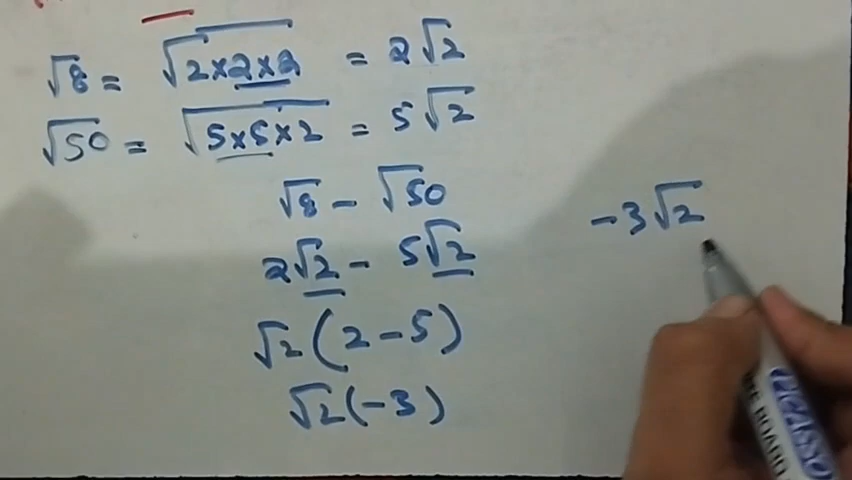 √8 = √2×2×2 = 2√2
√50 = √5×5×2 = 5√2
√8 - √50
2√2 - 5√2
√2(2-5)
√2(-3)
-3√2
BOARD